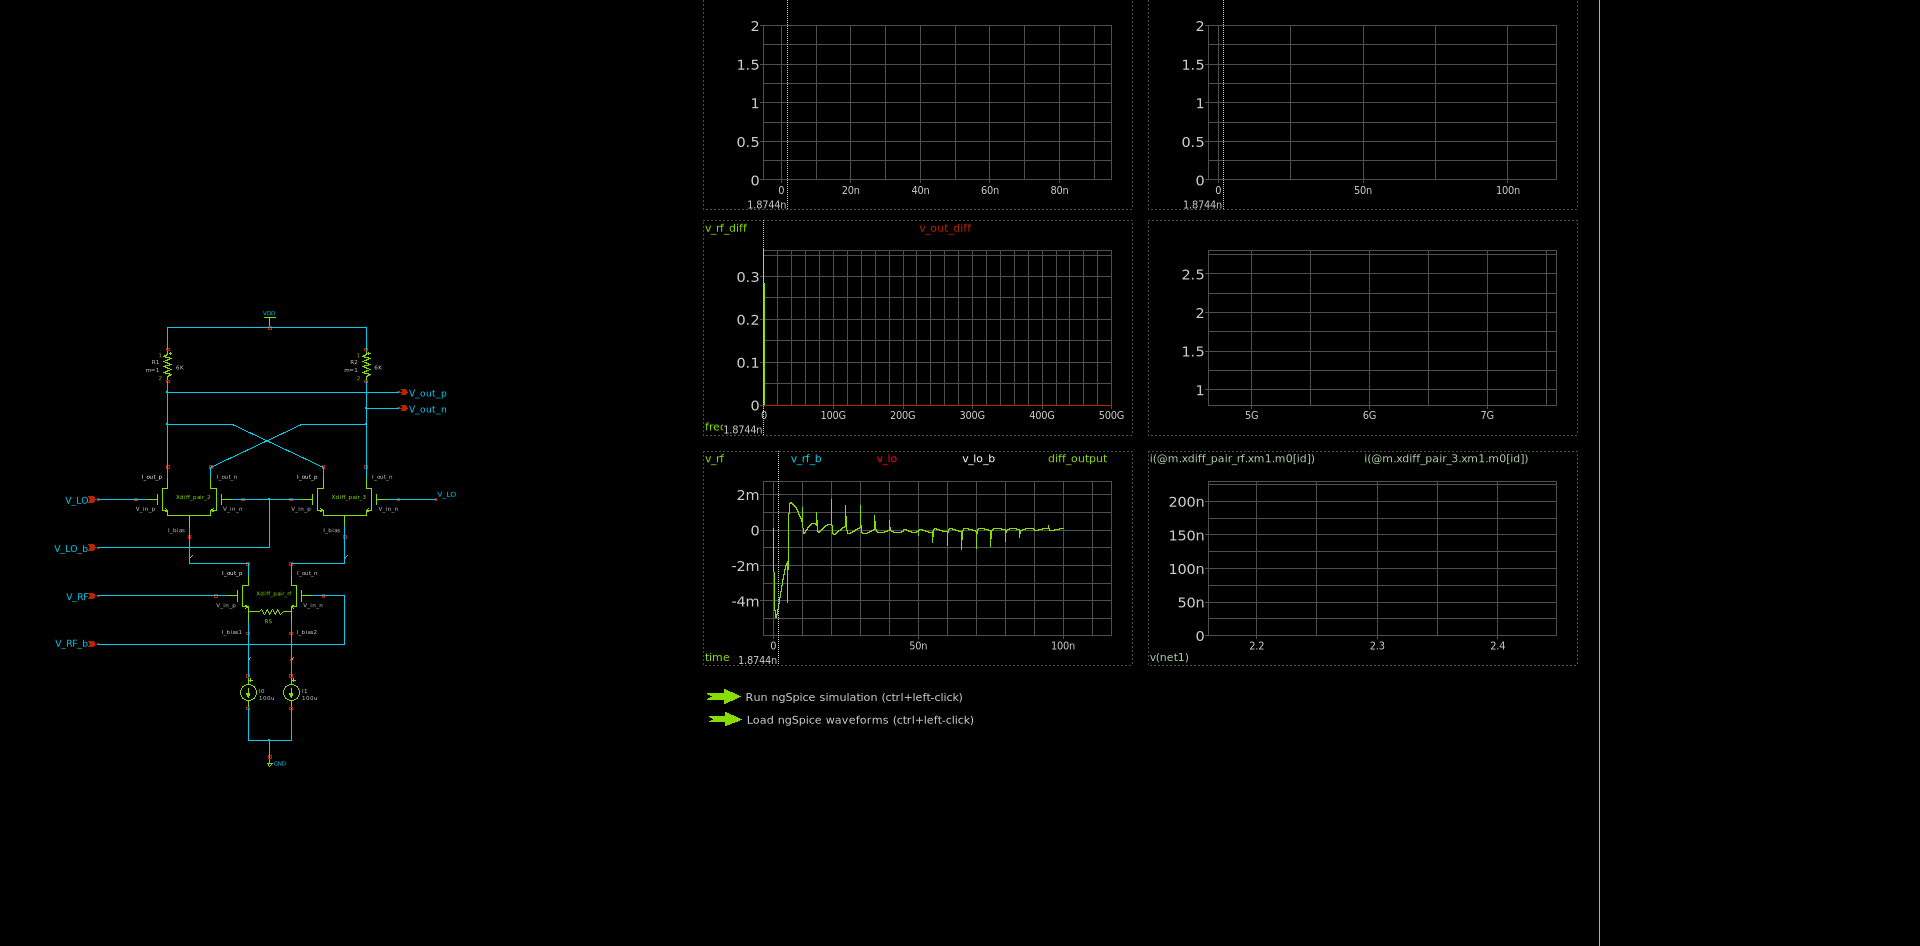 VDD
1
R1
m=1
6K
2
1
R2
m=1
6K
2
V_out_p
V_out_n
I_out_p
I_out_n
I_out_p
I_out_n
V_LO
Xdiff_pair_2
Xdiff_pair_3
V_LO
V_in_p
V_in_n
V_in_p
V_in_n
I_bias
I_bias
V_LO_b
I_out_p
I_out_n
V_RF
Xdiff_pair_rf
V_in_p
V_in_n
RS
I_bias1
I_bias2
V_RF_b
I0
100u
I1
100u
GND
2
1.5
1
0.5
0
0 20n 40n 60n 80n
1.8744n
2
1.5
1
0.5
0
0 50n 100n
1.8744n
v_rf_diff v_out_diff
0.3
0.2
0.1
0
0 100G 200G 300G 400G 500G
1.8744n
2.5
2
1.5
1
5G 6G 7G
v_rf v_rf_b v_lo v_lo_b diff_output
2m
0
-2m
-4m
0 50n 100n
time 1.8744n
i(@m.xdiff_pair_rf.xm1.m0[id]) i(@m.xdiff_pair_3.xm1.m0[id])
200n
150n
100n
50n
0
2.2 2.3 2.4
v(net1)
Run ngSpice simulation (ctrl+left-click)
Load ngSpice waveforms (ctrl+left-click)